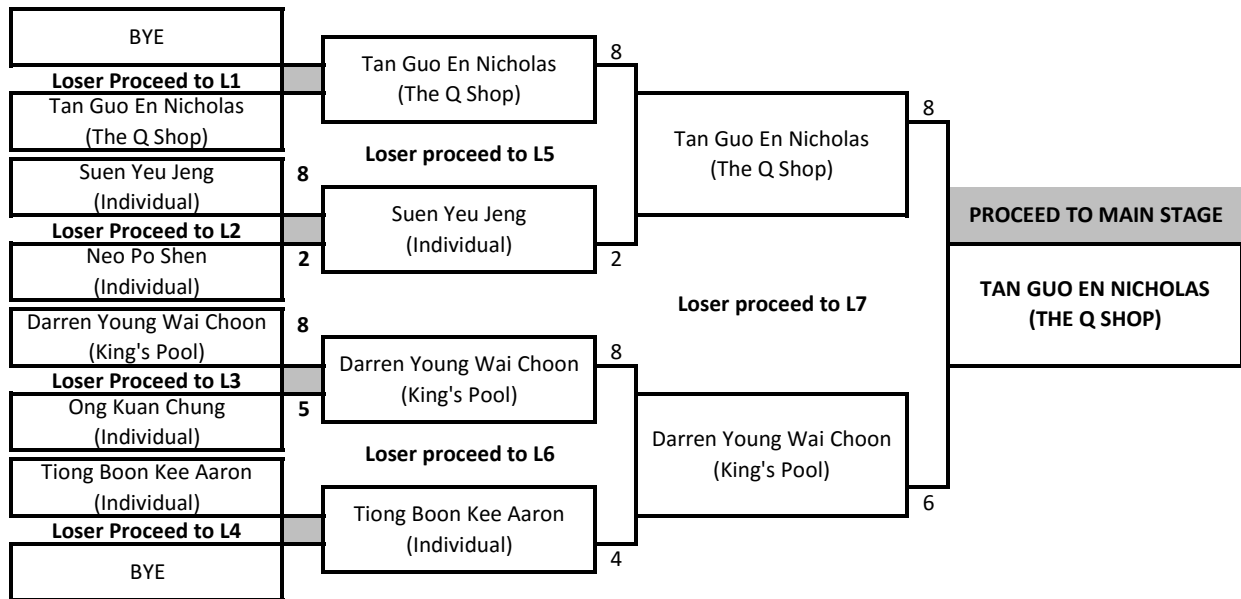 BYE
Loser Proceed to L1
Tan Guo En Nicholas
(The Q Shop)
Suen Yeu Jeng
(Individual)
8
Loser Proceed to L2
Neo Po Shen
(Individual)
2
Darren Young Wai Choon
(King's Pool)
8
Loser Proceed to L3
Ong Kuan Chung
(Individual)
5
Tiong Boon Kee Aaron
(Individual)
Loser Proceed to L4
BYE
Tan Guo En Nicholas
(The Q Shop)
8
Loser proceed to L5
Suen Yeu Jeng
(Individual)
2
Darren Young Wai Choon
(King's Pool)
8
Loser proceed to L6
Tiong Boon Kee Aaron
(Individual)
4
Tan Guo En Nicholas
(The Q Shop)
8
Loser proceed to L7
Darren Young Wai Choon
(King's Pool)
6
PROCEED TO MAIN STAGE
TAN GUO EN NICHOLAS
(THE Q SHOP)